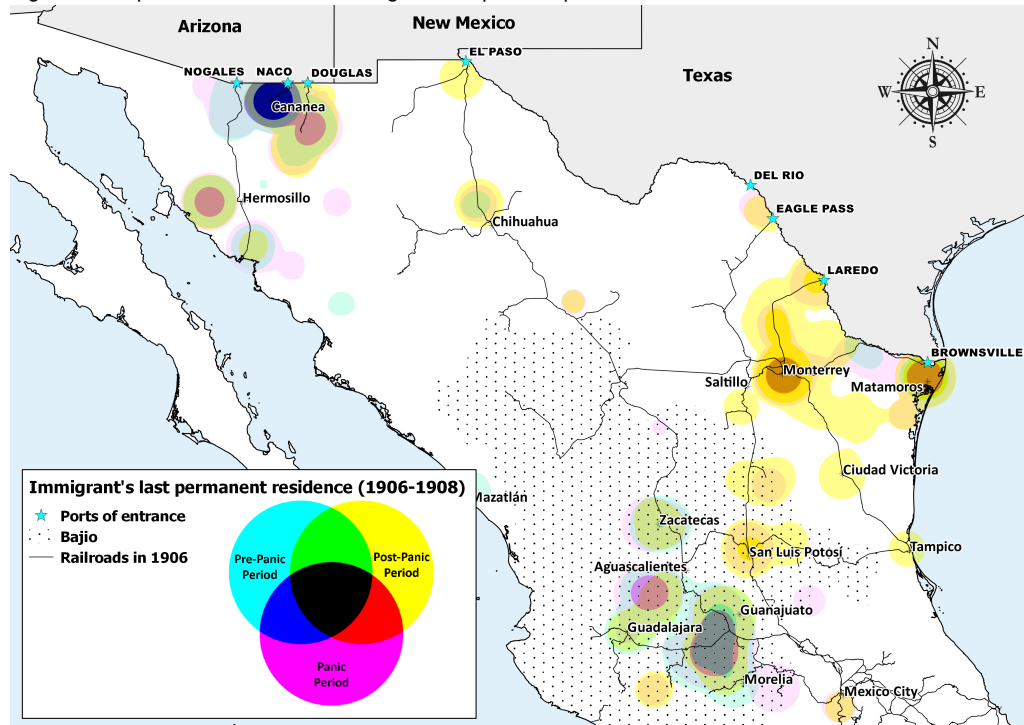 Arizona
New Mexico
Texas
NOGALES
NACO
DOUGLAS
EL PASO
N
W
E
S
Cananea
DEL RIO
Hermosillo
EAGLE PASS
Chihuahua
LAREDO
BROWNSVILLE
Monterrey
Saltillo
Matamoros
Ciudad Victoria
Mazatlán
Zacatecas
San Luis Potosí
Tampico
Aguascalientes
Guanajuato
Guadalajara
Morelia
Mexico City
Immigrant's last permanent residence (1906-1908)
Ports of entrance
Bajio
Railroads in 1906
Pre-Panic
Period
Post-Panic
Period
Panic
Period